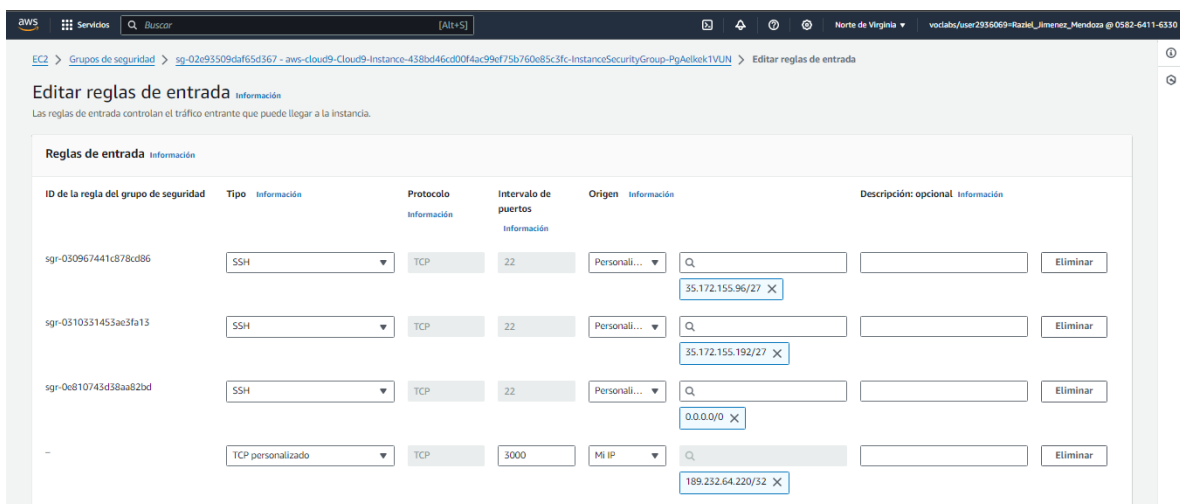 aws Servicios Buscar [Alt+S] Norte de Virginia voclabs/user2936069=Raziel_Jimenez_Mendoza @ 0582-6411-6330
EC2 > Grupos de seguridad > sg-02e93509daf65d367 - aws-cloud9-Cloud9-Instance-438bd46cd00f4ac99ef75b760e85c3fc-InstanceSecurityGroup-PgAelkek1VUN > Editar reglas de entrada
Editar reglas de entrada Información
Las reglas de entrada controlan el tráfico entrante que puede llegar a la instancia.
Reglas de entrada Información
ID de la regla del grupo de seguridad Tipo Información Protocolo Información Intervalo de puertos Información Origen Información Descripción: opcional Información
sgr-030967441c878cd86 SSH TCP 22 Personali... Eliminar
35.172.155.96/27
sgr-0310331453ae3fa13 SSH TCP 22 Personali... Eliminar
35.172.155.192/27
sgr-0e810743d38aa82bd SSH TCP 22 Personali... Eliminar
0.0.0.0/0
– TCP personalizado TCP 3000 Mi IP Eliminar
189.232.64.220/32